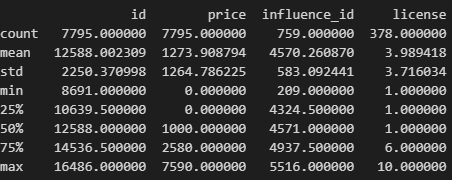 id price influence_id license
count 7795.000000 7795.000000 759.000000 378.000000
mean 12588.002309 1273.908794 4570.260870 3.989418
std 2250.370998 1264.786225 583.092441 3.716034
min 8691.000000 0.000000 209.000000 1.000000
25% 10639.500000 0.000000 4324.500000 1.000000
50% 12588.000000 1000.000000 4571.000000 1.000000
75% 14536.500000 2580.000000 4937.500000 6.000000
max 16486.000000 7590.000000 5516.000000 10.000000